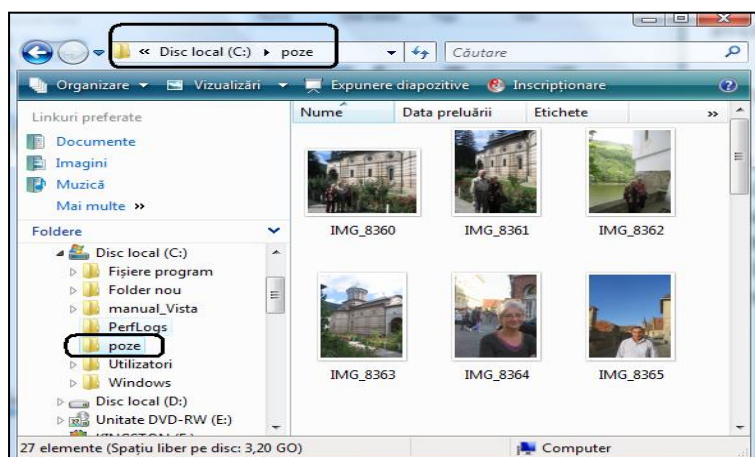 « Disc local (C:) ▸ poze
Căutare
Organizare
Vizualizări
Expunere diapozitive
Inscripționare
Linkuri preferate
Documente
Imagini
Muzică
Mai multe »
Foldere
Disc local (C:)
Fișiere program
Folder nou
manual_Vista
PerfLogs
poze
Utilizatori
Windows
Disc local (D:)
Unitate DVD-RW (E:)
Nume Data preluării Etichete »
IMG_8360 IMG_8361 IMG_8362
IMG_8363 IMG_8364 IMG_8365
27 elemente (Spațiu liber pe disc: 3,20 GO) Computer